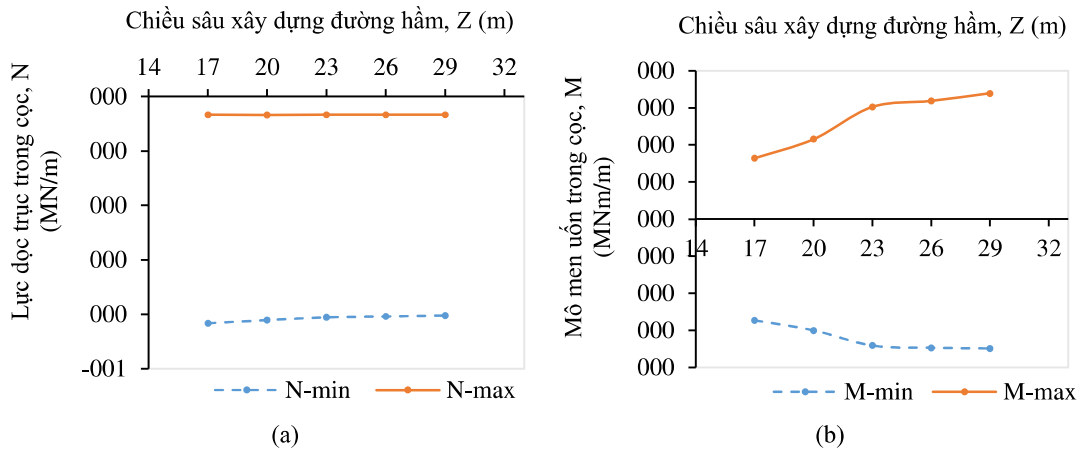 Chiều sâu xây dựng đường hầm, Z (m)
14 17 20 23 26 29 32
000
000
000
000
000
-001
Lực dọc trục trong cọc, N
(MN/m)
N-min N-max
(a)
Chiều sâu xây dựng đường hầm, Z (m)
000
000
000
000
000
14 17 20 23 26 29 32
000
000
000
000
Mô men uốn trong cọc, M
(MNm/m)
M-min M-max
(b)